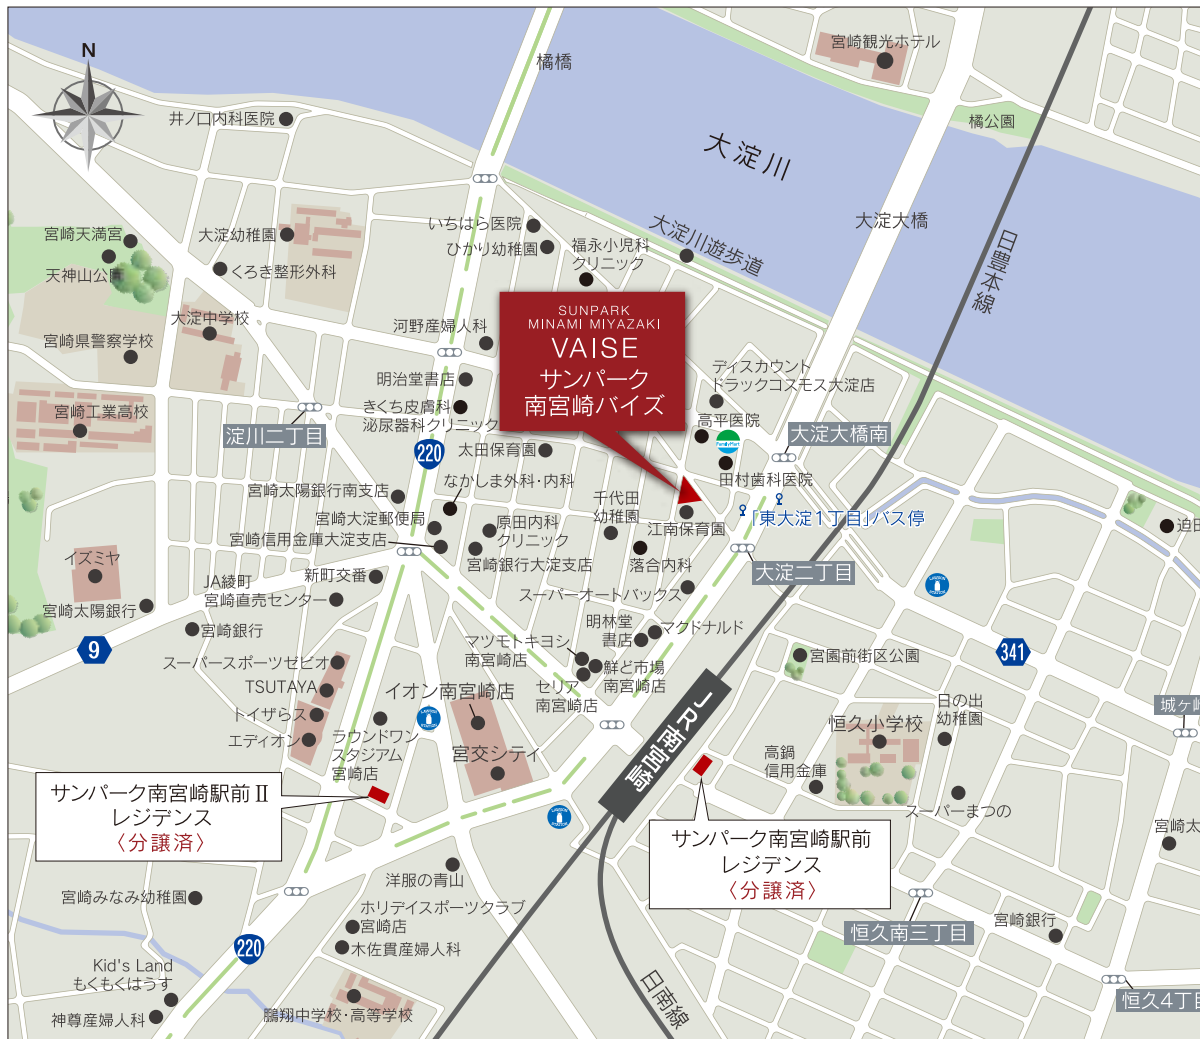 N
橘橋
宮崎観光ホテル
橘公園
井ノ口内科医院
大淀川
大淀大橋
日豊本線
大淀川遊歩道
宮崎天満宮
天神山公園
大淀幼稚園
くろき整形外科
いちはら医院
ひかり幼稚園
福永小児科
クリニック
大淀中学校
宮崎県警察学校
河野産婦人科
SUNPARK
MINAMI MIYAZAKI
VAISE
サンパーク
南宮崎バイズ
ディスカウント
ドラックコスモス大淀店
明治堂書店
きくち皮膚科
泌尿器科クリニック
宮崎工業高校
淀川二丁目
高平医院
FamilyMart
大淀大橋南
220
太田保育園
田村歯科医院
なかしま外科・内科
宮崎太陽銀行南支店
千代田
幼稚園
江南保育園
「東大淀1丁目」バス停
迫田
宮崎大淀郵便局
原田内科
クリニック
宮崎信用金庫大淀支店
宮崎銀行大淀支店
落合内科
大淀二丁目
イズミヤ
新町交番
JA綾町
宮崎直売センター
スーパーオートバックス
宮崎太陽銀行
宮崎銀行
9
明林堂
書店
マクドナルド
341
マツモトキヨシ
南宮崎店
鮮ど市場
南宮崎店
セリア
南宮崎店
宮園前街区公園
スーパースポーツゼビオ
TSUTAYA
トイザらス
エディオン
イオン南宮崎店
ラウンドワン
スタジアム
宮崎店
宮交シティ
JR南宮崎
恒久小学校
日の出
幼稚園
城ヶ崎
高鍋
信用金庫
スーパーまつの
サンパーク南宮崎駅前Ⅱ
レジデンス
〈分譲済〉
サンパーク南宮崎駅前
レジデンス
〈分譲済〉
宮崎太
洋服の青山
宮崎みなみ幼稚園
ホリデイスポーツクラブ
宮崎店
木佐貫産婦人科
220
恒久南三丁目
宮崎銀行
Kid's Land
もくもくはうす
神尊産婦人科
鵬翔中学校・高等学校
日南線
恒久4丁目